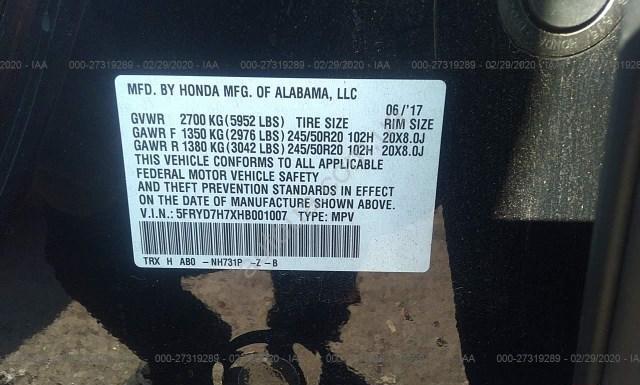 000-27319289 - 02/29/2020 - IAA
MFD. BY HONDA MFG. OF ALABAMA, LLC
06/'17
GVWR 2700 KG(5952 LBS) TIRE SIZE RIM SIZE
GAWR F 1350 KG(2976 LBS)245/50R20 102H 20X8.0J
GAWR R 1380 KG(3042 LBS)245/50R20 102H 20X8.0J
THIS VEHICLE CONFORMS TO ALL APPLICABLE
FEDERAL MOTOR VEHICLE SAFETY
AND THEFT PREVENTION STANDARDS IN EFFECT
ON THE DATE OF MANUFACTURE SHOWN ABOVE.
V.I.N.: 5FRYD7H7XHB001007 TYPE: MPV
TRX H AB0 -NH731P -Z -B
000-27319289 - 02/29/2020 - IAA